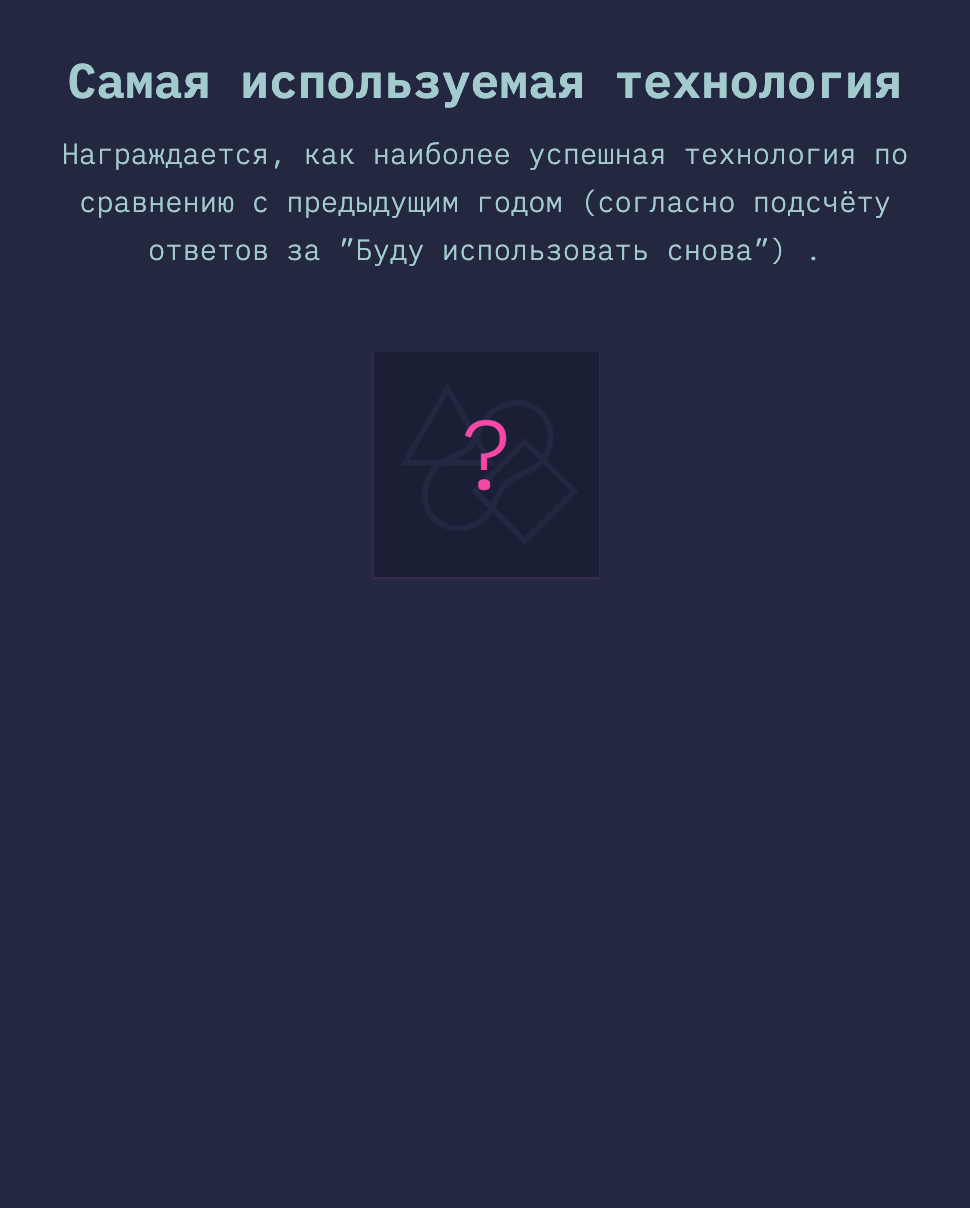 Самая используемая технология
Награждается, как наиболее успешная технология по
сравнению с предыдущим годом (согласно подсчёту
ответов за ”Буду использовать снова”) .
?